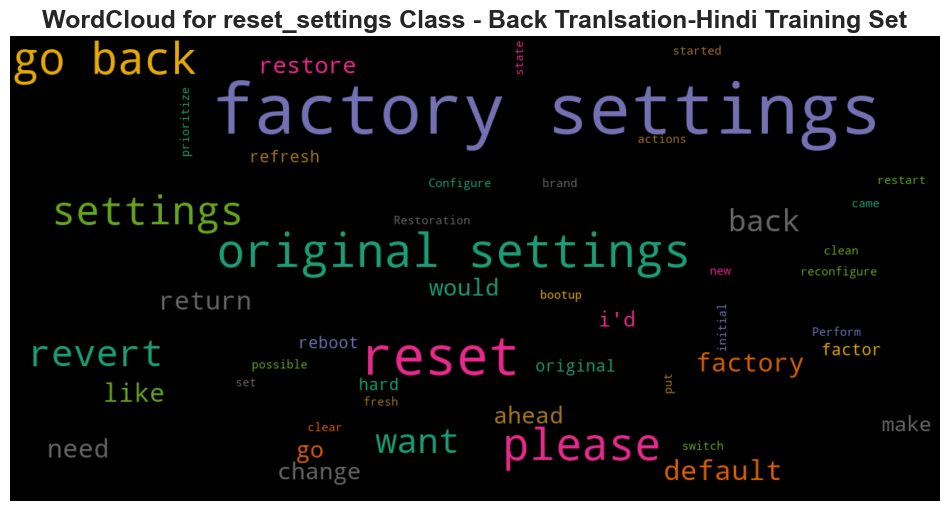 WordCloud for reset_settings Class - Back Tranlsation-Hindi Training Set
go back
restore
state
started
prioritize
factory settings
actions
refresh
Configure
brand
restart
settings
Restoration
back
came
original settings
clean
new
reconfigure
would
return
bootup
i'd
initial
Perform
revert
reboot
reset
original
factory
factor
possible
set
hard
put
like
fresh
ahead
make
clear
want
please
need
go
switch
change
default